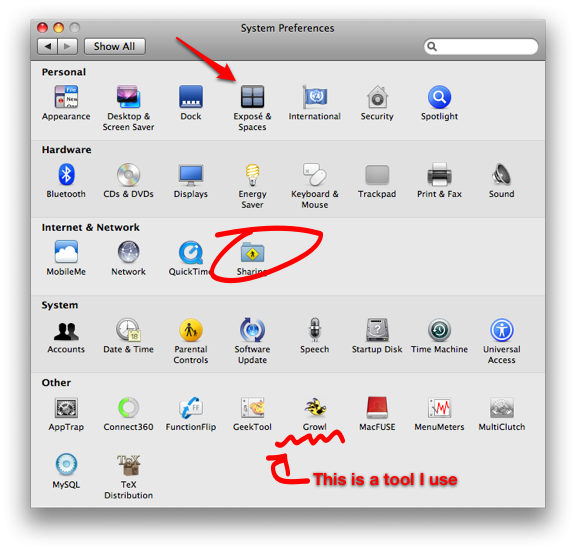 System Preferences
Show All
Personal
Appearance Desktop & Screen Saver Dock Exposé & Spaces International Security Spotlight
Hardware
Bluetooth CDs & DVDs Displays Energy Saver Keyboard & Mouse Trackpad Print & Fax Sound
Internet & Network
MobileMe Network QuickTime Sharing
System
Accounts Date & Time Parental Controls Software Update Speech Startup Disk Time Machine Universal Access
Other
AppTrap Connect360 FunctionFlip GeekTool Growl MacFUSE MenuMeters MultiClutch
MySQL TeX Distribution
This is a tool I use